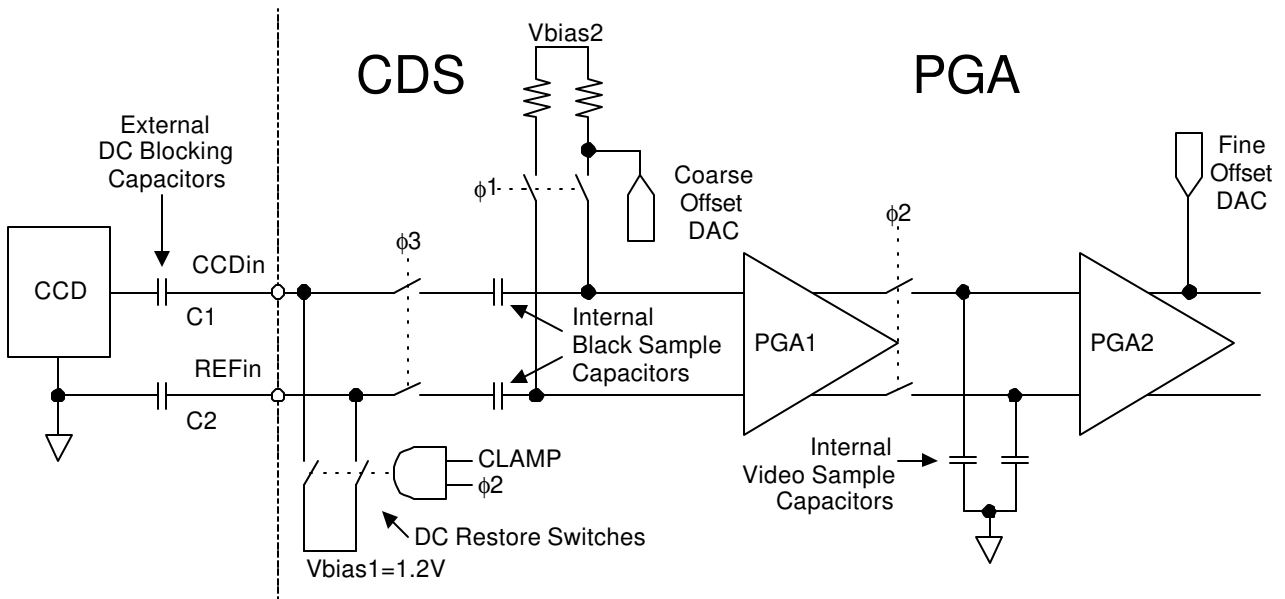 Vbias2
CDS
PGA
External
DC Blocking
Capacitors
Fine
Offset
DAC
Coarse
Offset
DAC
ϕ1
ϕ2
ϕ3
CCD
CCDin
C1
Internal
Black Sample
Capacitors
PGA1
PGA2
REFin
C2
CLAMP
ϕ2
Internal
Video Sample
Capacitors
DC Restore Switches
Vbias1=1.2V